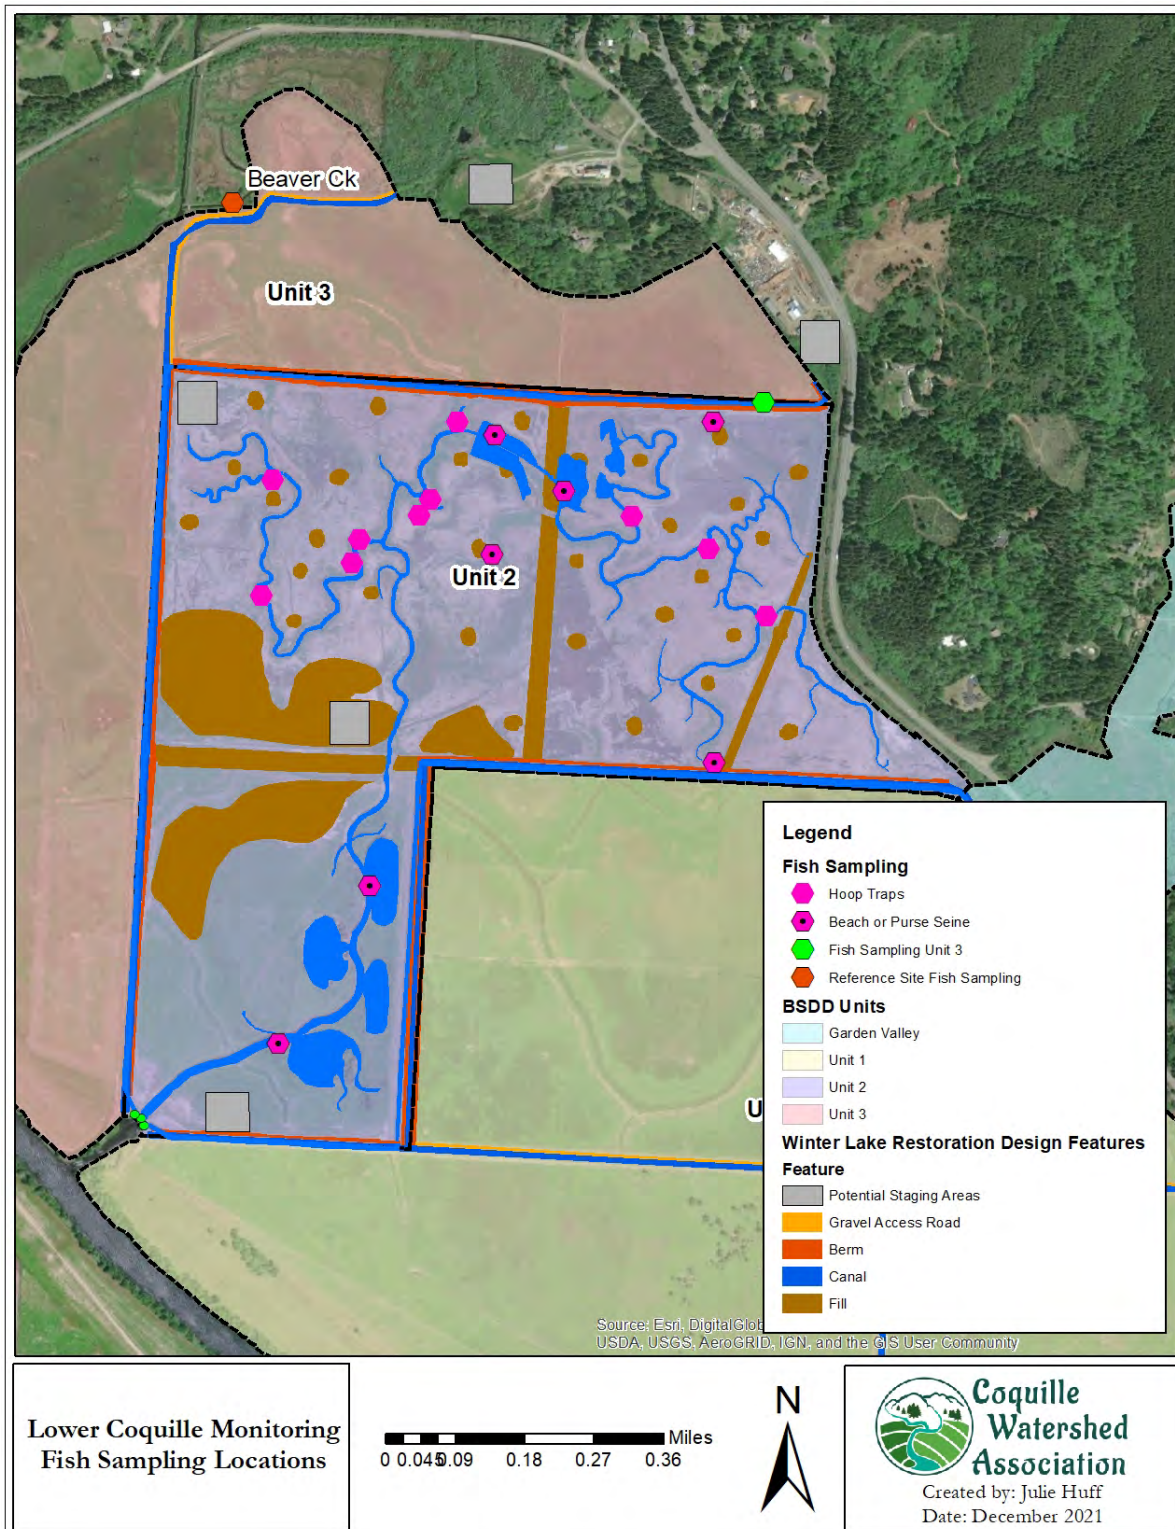 Beaver Ck
Unit 3
Unit 2
U
Legend
Fish Sampling
Hoop Traps
Beach or Purse Seine
Fish Sampling Unit 3
Reference Site Fish Sampling
BSDD Units
Garden Valley
Unit 1
Unit 2
Unit 3
Winter Lake Restoration Design Features
Feature
Potential Staging Areas
Gravel Access Road
Berm
Canal
Fill
Source: Esri, DigitalGlob
USDA, USGS, AeroGRID, IGN, and the GIS User Community
Lower Coquille Monitoring
Fish Sampling Locations
Miles
0 0.045 0.09 0.18 0.27 0.36
N
Coquille
Watershed
Association
Created by: Julie Huff
Date: December 2021